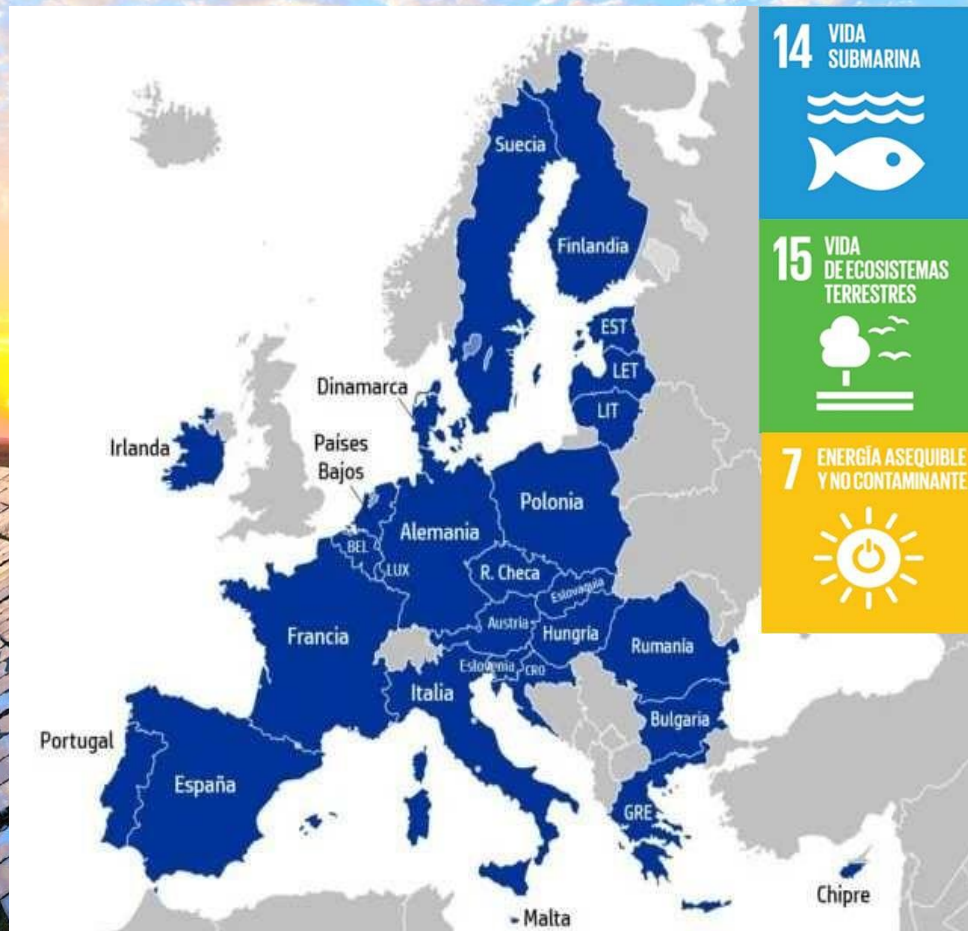 14 VIDA
SUBMARINA
15 VIDA
DE ECOSISTEMAS
TERRESTRES
7 ENERGÍA ASEQUIBLE
Y NO CONTAMINANTE
Suecia
Finlandia
EST
LET
LIT
Dinamarca
Irlanda
Países
Bajos
Polonia
Alemania
BEL
LUX
R. Checa
Eslovaquia
Austria
Hungría
Francia
Rumanía
Eslovenia
CRO
Italia
Bulgaria
Portugal
España
GRE
Chipre
Malta